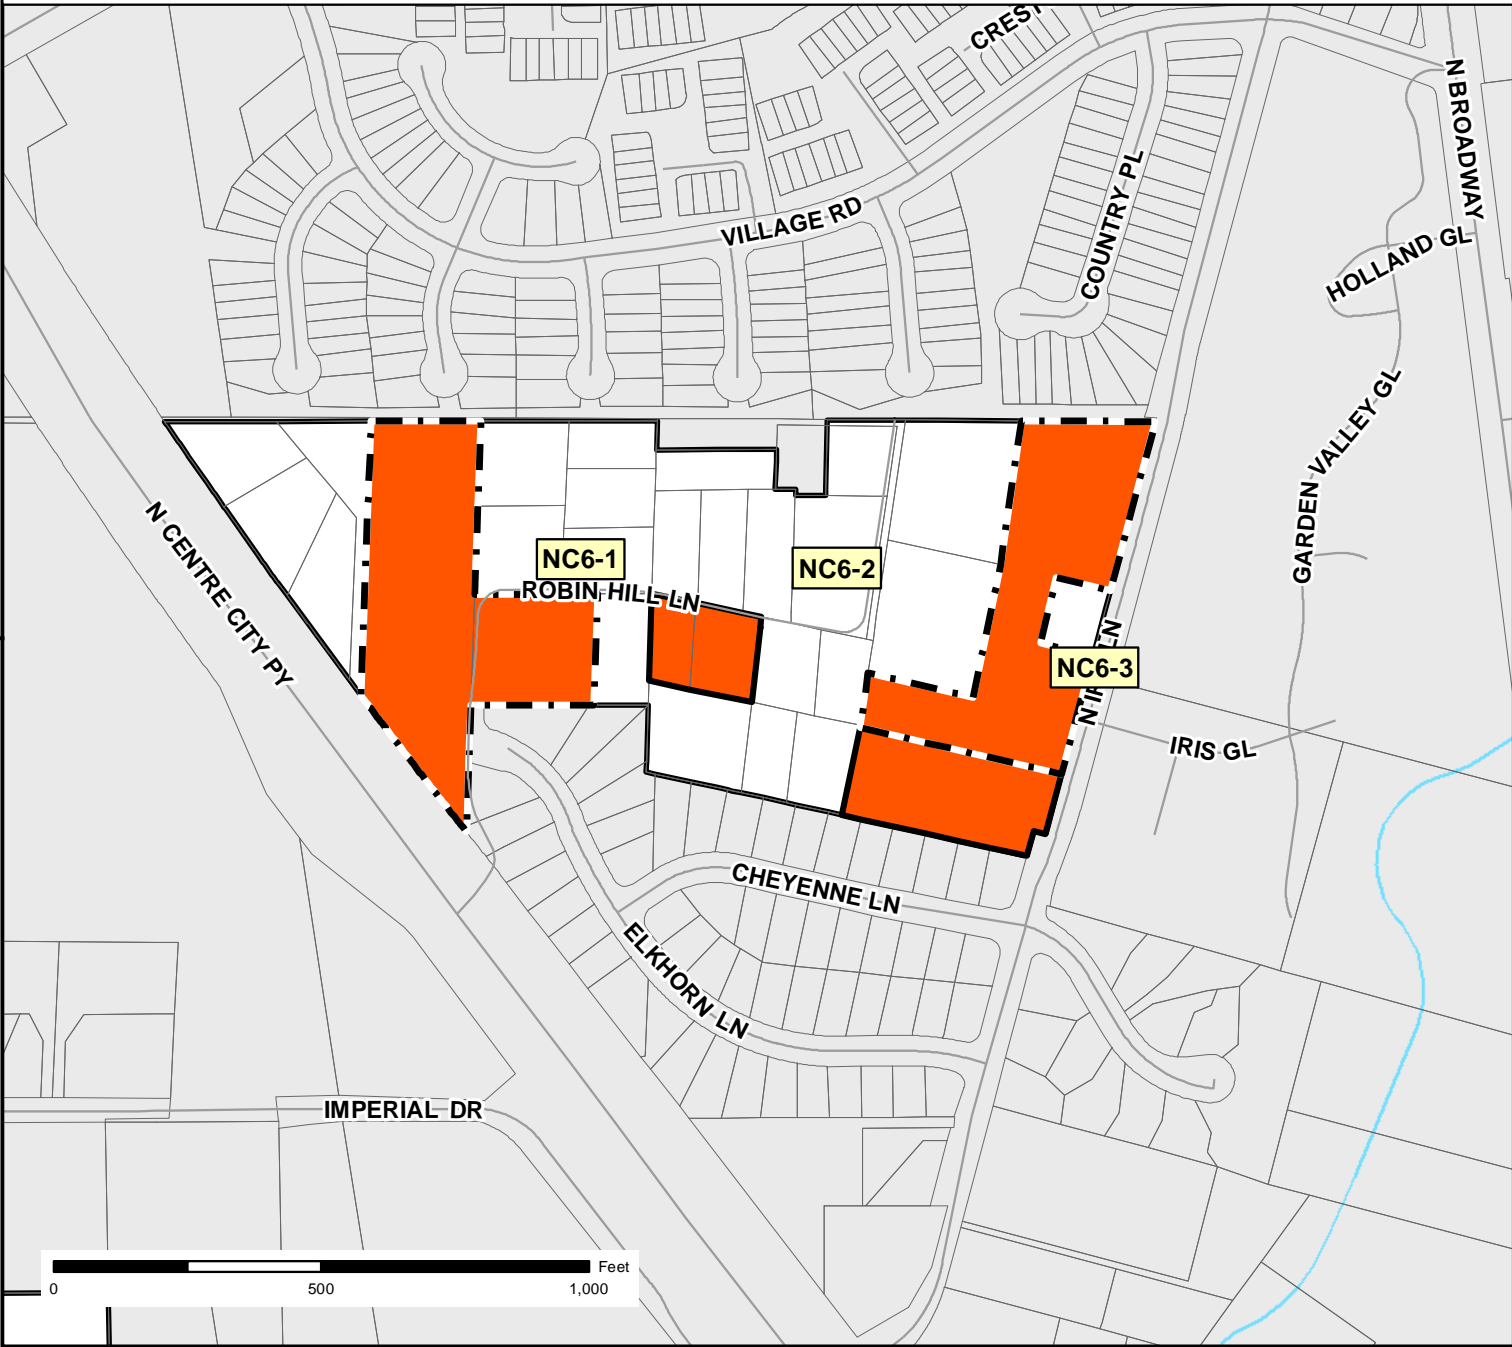 CREST
N BROADWAY
VILLAGE RD
COUNTRY PL
HOLLAND GL
GARDEN VALLEY GL
N CENTRE CITY PY
NC6-1
NC6-2
ROBIN HILL LN
NC6-3
IRIS GL
CHEYENNE LN
ELKHORN LN
IMPERIAL DR
Feet
0 500 1,000